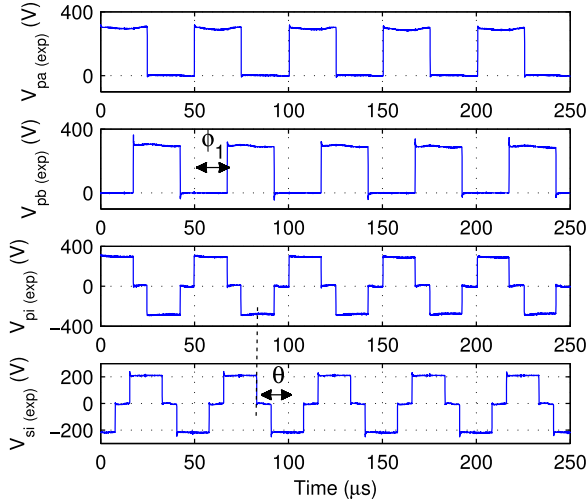 V_pa (exp) (V)
400
0
0 50 100 150 200 250
V_pb (exp) (V)
400
0
ϕ_1
0 50 100 150 200 250
V_pi (exp) (V)
400
0
−400
0 50 100 150 200 250
V_si (exp) (V)
200
0
−200
θ
0 50 100 150 200 250
Time (μs)